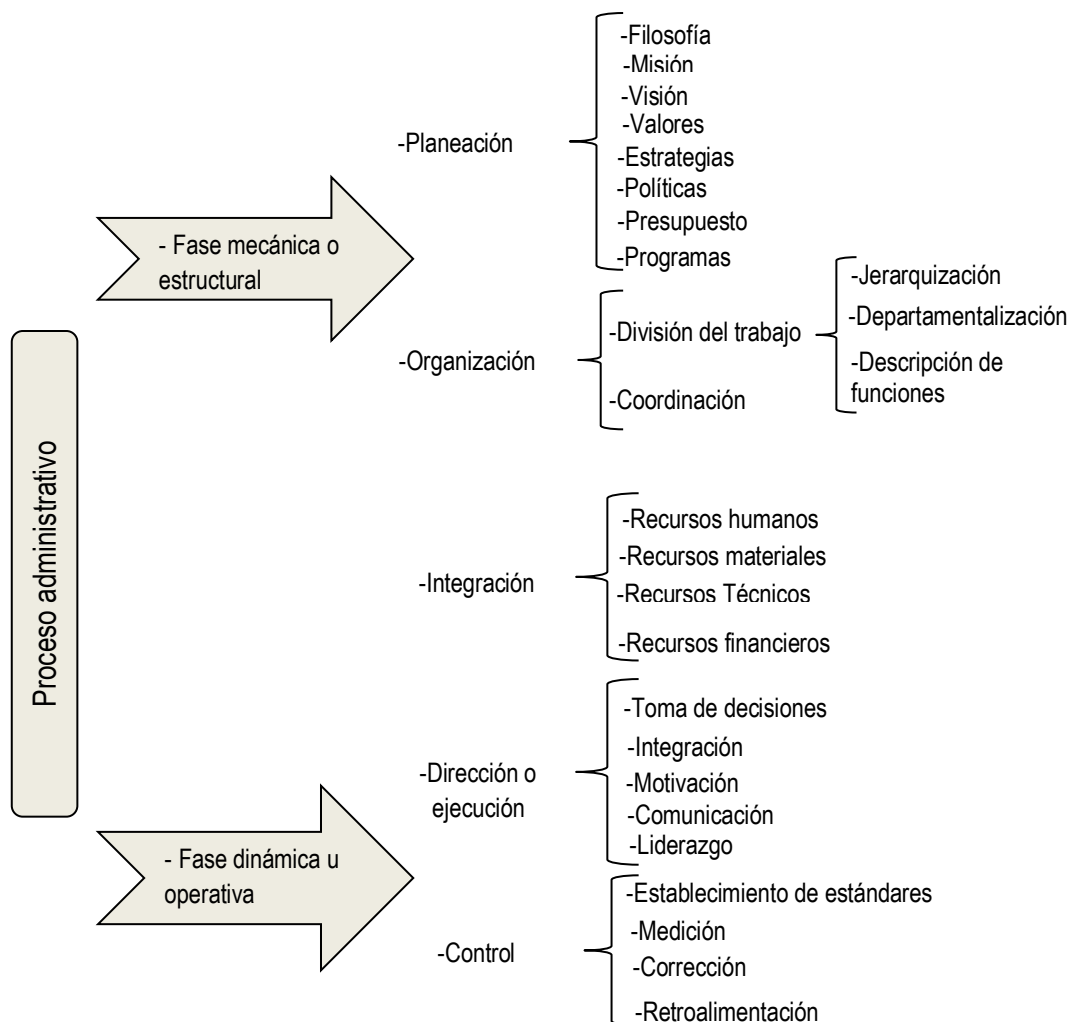 Proceso administrativo
- Fase mecánica o
estructural
-Planeación
-Filosofía
-Misión
-Visión
-Valores
-Estrategias
-Políticas
-Presupuesto
-Programas
-Organización
-División del trabajo
-Jerarquización
-Departamentalización
-Descripción de
funciones
-Coordinación
- Fase dinámica u
operativa
-Integración
-Recursos humanos
-Recursos materiales
-Recursos Técnicos
-Recursos financieros
-Dirección o
ejecución
-Toma de decisiones
-Integración
-Motivación
-Comunicación
-Liderazgo
-Control
-Establecimiento de estándares
-Medición
-Corrección
-Retroalimentación